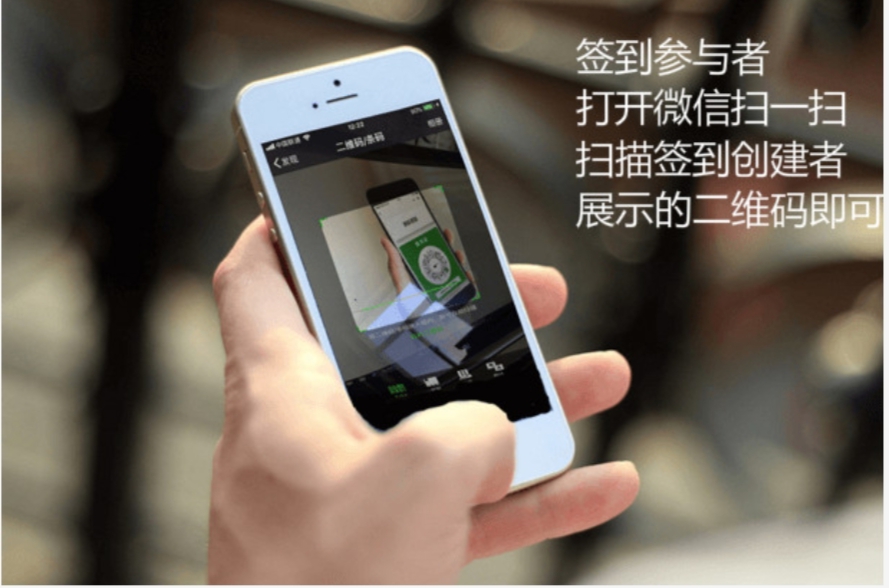 签到参与者
打开微信扫一扫
扫描签到创建者
展示的二维码即可
中国联通
12:23
90%
发现
二维码/条码
相册